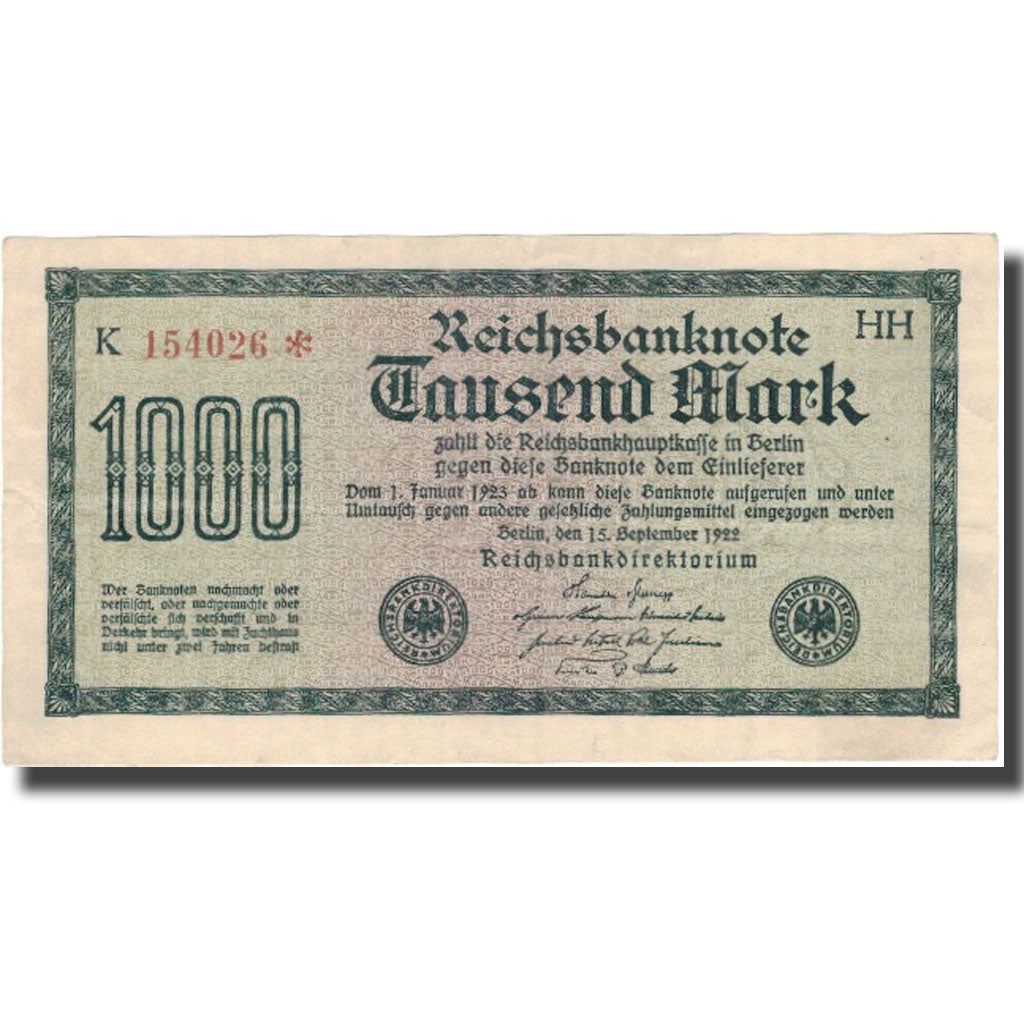 K 154026 *
HH
1000
Reichsbanknote
Tausend Mark
zahlt die Reichsbankhauptkasse in Berlin
gegen diese Banknote dem Einlieferer
Vom 1. Januar 1923 ab kann diese Banknote aufgerufen und unter
Umtausch gegen andere gesetzliche Zahlungsmittel eingezogen werden
Berlin, den 15. September 1922
Reichsbankdirektorium
Wer Banknoten nachmacht oder
verfälscht, oder nachgemachte oder
verfälschte sich verschafft und in
Verkehr bringt, wird mit Zuchthaus
nicht unter zwei Jahren bestraft
REICHSBANKDIREKTORIUM
REICHSBANKDIREKTORIUM